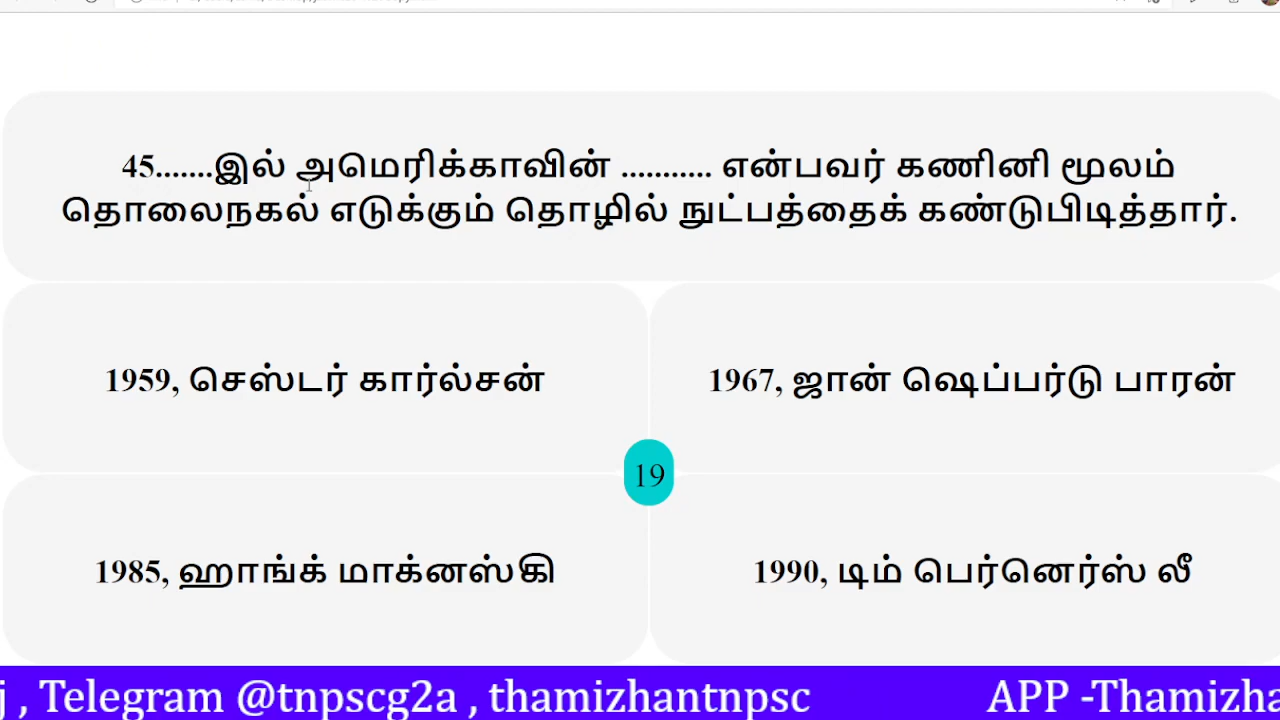 45.......இல் அமெரிக்காவின் ........... என்பவர் கணினி மூலம்
தொலைநகல் எடுக்கும் தொழில் நுட்பத்தைக் கண்டுபிடித்தார்.
1959, செஸ்டர் கார்ல்சன்
1967, ஜான் ஷெப்பர்டு பாரன்
19
1985, ஹாங்க் மாக்னஸ்கி
1990, டிம் பெர்னெர்ஸ் லீ
j , Telegram @tnpscg2a , thamizhantnpsc APP -Thamizha